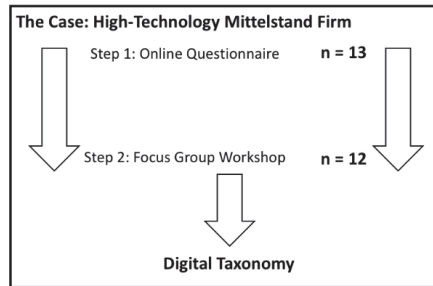 The Case: High-Technology Mittelstand Firm
Step 1: Online Questionnaire n = 13
Step 2: Focus Group Workshop n = 12
Digital Taxonomy